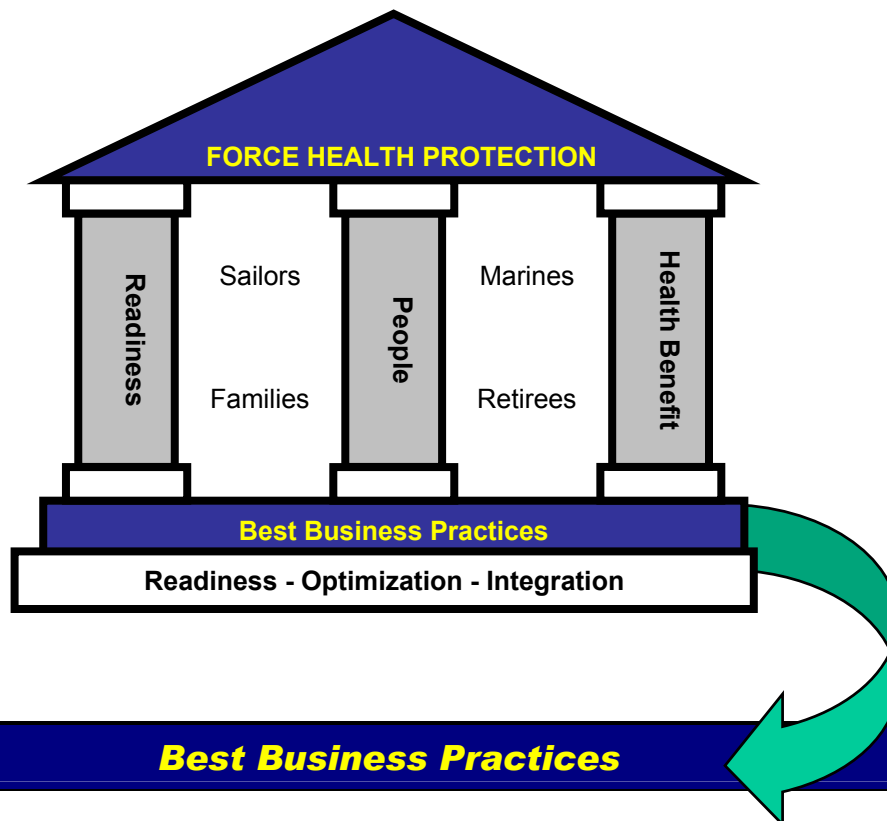 FORCE HEALTH PROTECTION
Readiness
Sailors
Families
People
Marines
Retirees
Health Benefit
Best Business Practices
Readiness - Optimization - Integration
Best Business Practices